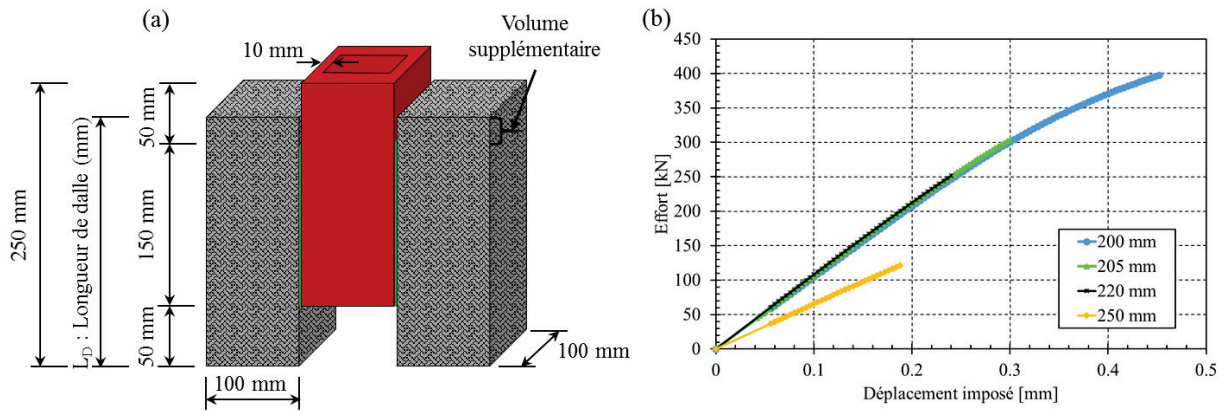 (a)
Volume
supplémentaire
10 mm
50 mm
150 mm
50 mm
250 mm
L_D : Longueur de dalle (mm)
100 mm
100 mm
(b)
Effort [kN]
450
400
350
300
250
200
150
100
50
0
0 0.1 0.2 0.3 0.4 0.5
Déplacement imposé [mm]
200 mm
205 mm
220 mm
250 mm